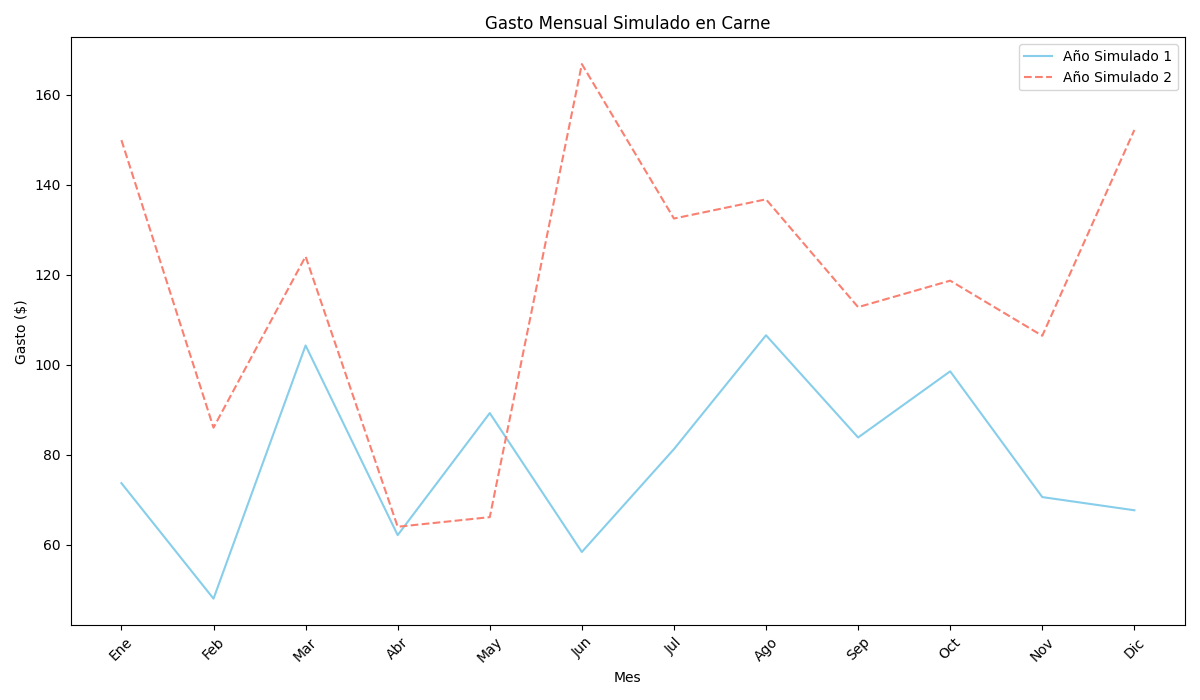 Gasto Mensual Simulado en Carne
Año Simulado 1
Año Simulado 2
160
140
120
100
80
60
Gasto ($)
Ene
Feb
Mar
Abr
May
Jun
Jul
Ago
Sep
Oct
Nov
Dic
Mes